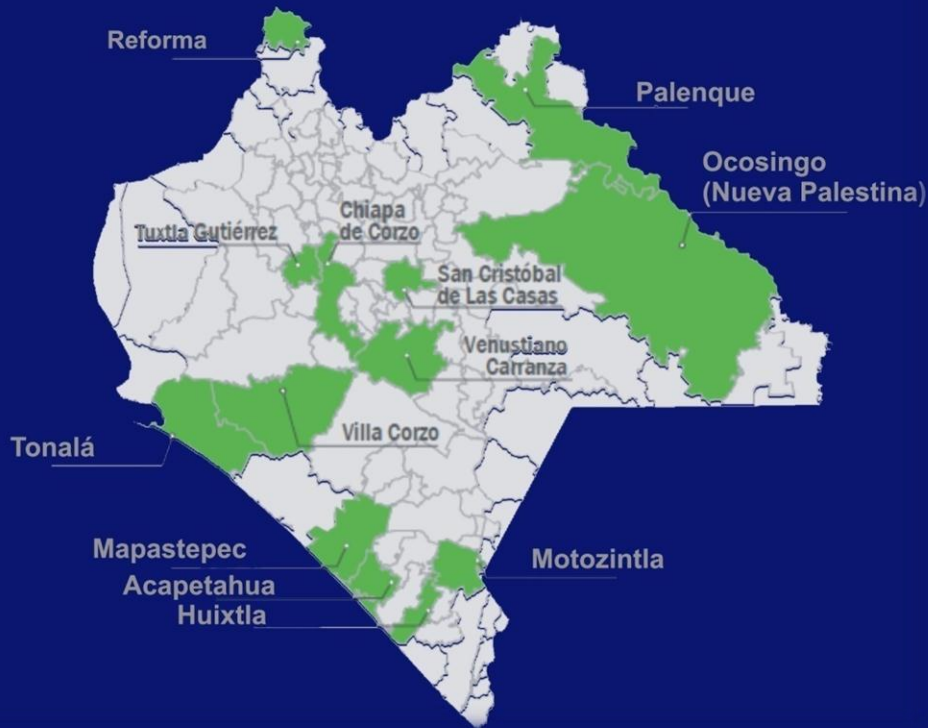 Reforma
Palenque
Ocosingo
(Nueva Palestina)
Chiapa
de Corzo
Tuxtla Gutiérrez
San Cristóbal
de Las Casas
Venustiano
Carranza
Villa Corzo
Tonalá
Mapastepec
Acapetahua
Huixtla
Motozintla